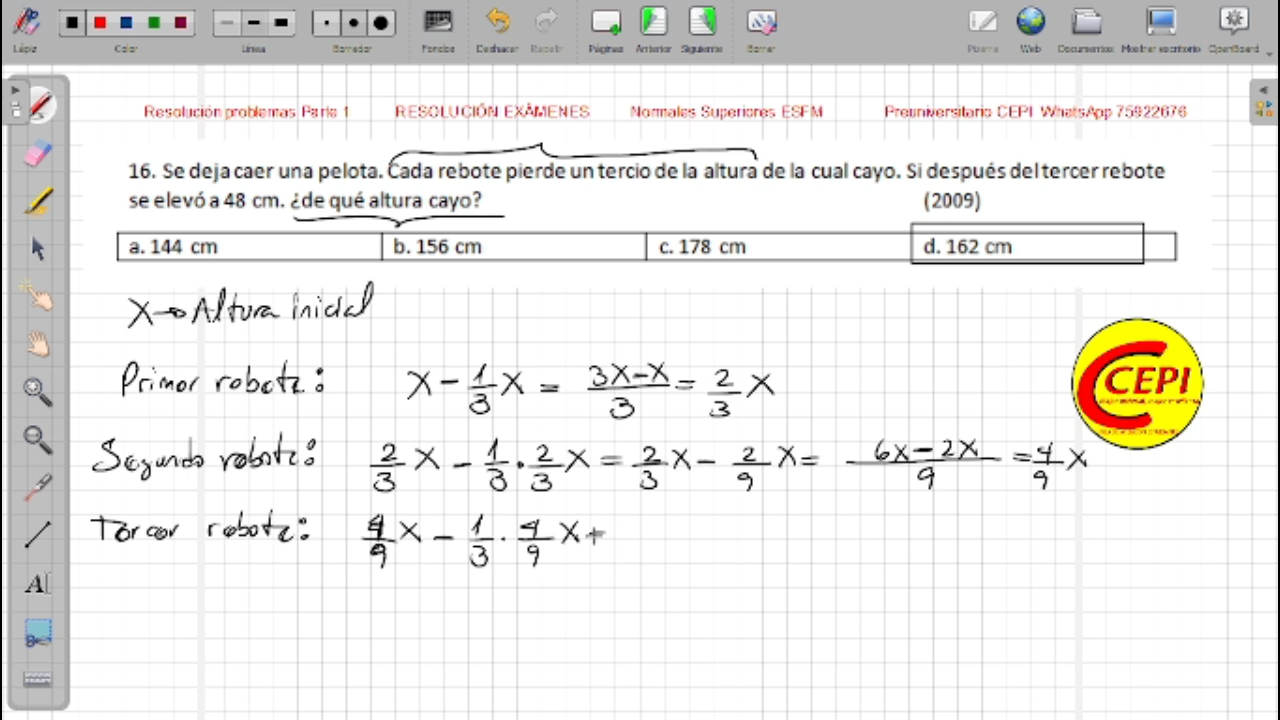 Lápiz Color Línea Borrador Fondos Deshacer Repetir Páginas Anterior Siguiente Borrar Pizarra Web Documentos Mostrar escritorio OpenBoard
Resolución problemas Parte 1 RESOLUCIÓN EXÁMENES Normales Superiores ESFM Preuniversitario CEPI WhatsApp 75922676
16. Se deja caer una pelota. Cada rebote pierde un tercio de la altura de la cual cayo. Si después del tercer rebote
se elevó a 48 cm. ¿de qué altura cayo? (2009)
a. 144 cm b. 156 cm c. 178 cm d. 162 cm
X→Altura inicial
Primer rebote: X - 1/3 X = 3X-X/3 = 2/3 X
CEPI
Segundo rebote: 2/3 X - 1/3 · 2/3 X = 2/3 X - 2/9 X = 6X-2X/9 = 4/9 X
Tercer rebote: 4/9 X - 1/3 · 4/9 X +
A